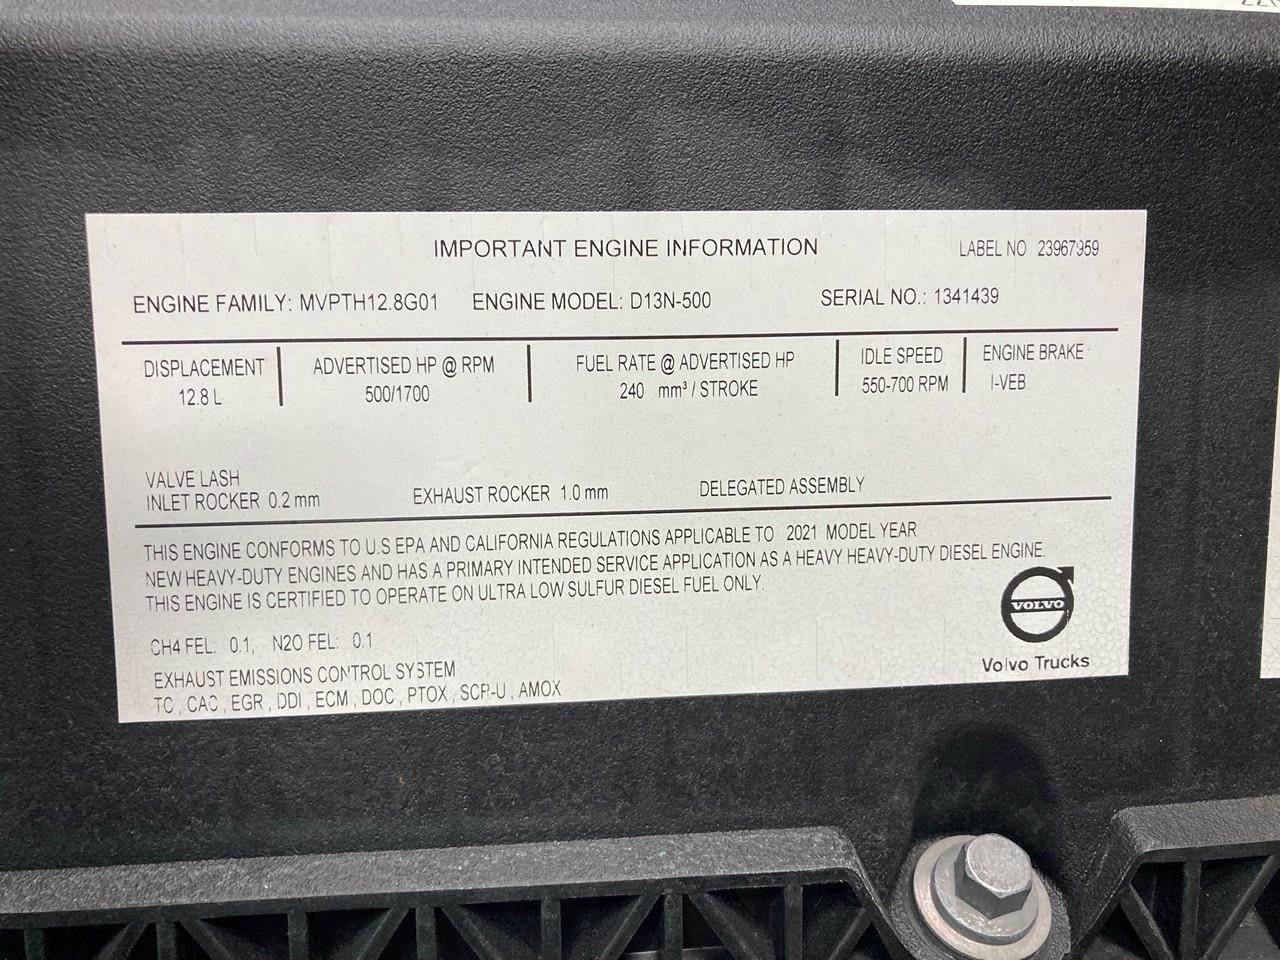 IMPORTANT ENGINE INFORMATION LABEL NO 23967959
ENGINE FAMILY: MVPTH12.8G01 ENGINE MODEL: D13N-500 SERIAL NO.: 1341439
DISPLACEMENT ADVERTISED HP @ RPM FUEL RATE @ ADVERTISED HP IDLE SPEED ENGINE BRAKE
12.8 L 500/1700 240 mm³ / STROKE 550-700 RPM I-VEB
VALVE LASH
INLET ROCKER 0.2 mm EXHAUST ROCKER 1.0 mm DELEGATED ASSEMBLY
THIS ENGINE CONFORMS TO U.S EPA AND CALIFORNIA REGULATIONS APPLICABLE TO 2021 MODEL YEAR
NEW HEAVY-DUTY ENGINES AND HAS A PRIMARY INTENDED SERVICE APPLICATION AS A HEAVY HEAVY-DUTY DIESEL ENGINE.
THIS ENGINE IS CERTIFIED TO OPERATE ON ULTRA LOW SULFUR DIESEL FUEL ONLY.
CH4 FEL: 0.1, N2O FEL: 0.1
EXHAUST EMISSIONS CONTROL SYSTEM
TC , CAC , EGR , DDI , ECM , DOC , PTOX , SCR-U , AMOX
VOLVO
Volvo Trucks